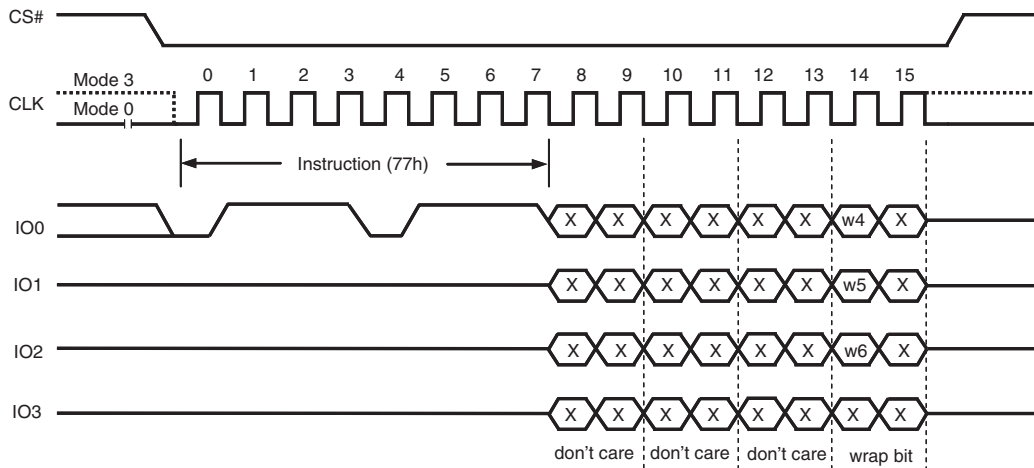 CS#
Mode 3
0 1 2 3 4 5 6 7 8 9 10 11 12 13 14 15
CLK
Mode 0
Instruction (77h)
IO0 X X X X X X w4 X
IO1 X X X X X X w5 X
IO2 X X X X X X w6 X
IO3 X X X X X X X X
don't care don't care don't care wrap bit